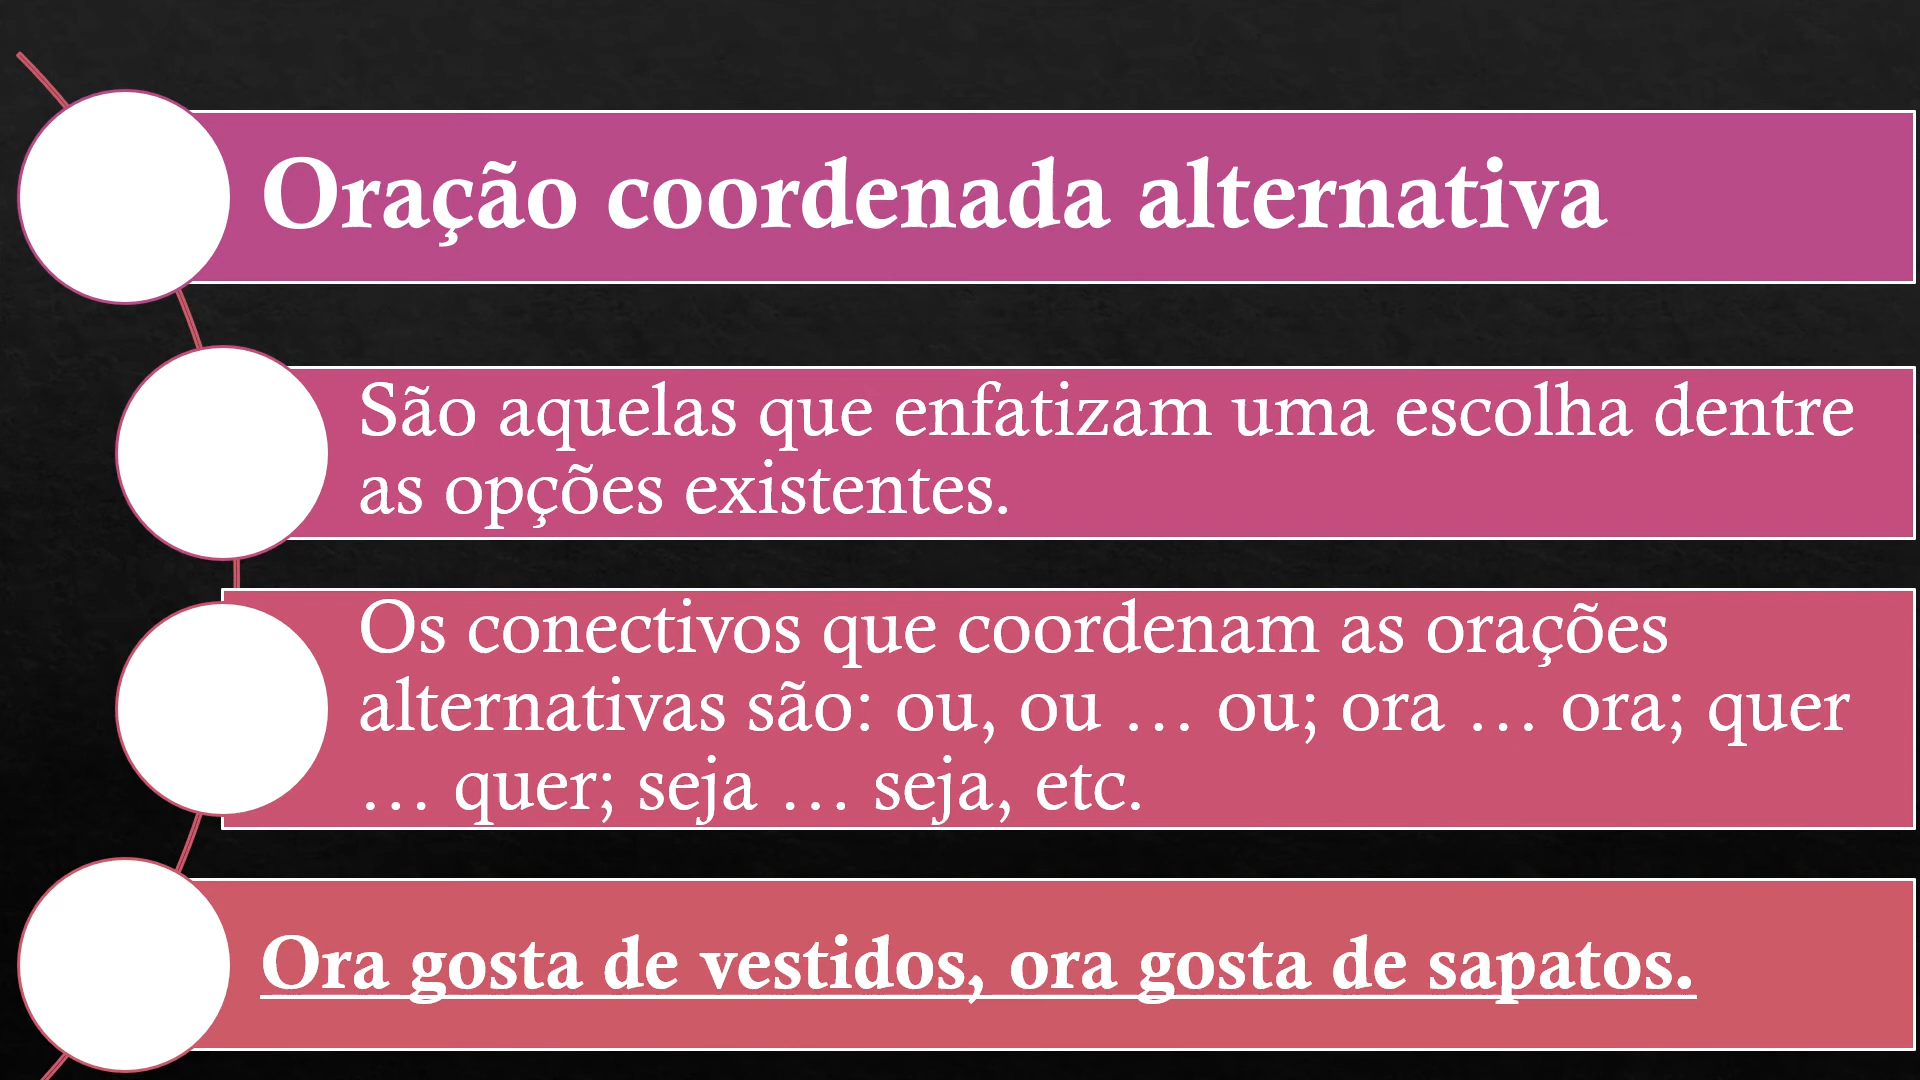 Oração coordenada alternativa
São aquelas que enfatizam uma escolha dentre
as opções existentes.
Os conectivos que coordenam as orações
alternativas são: ou, ou … ou; ora … ora; quer
… quer; seja … seja, etc.
Ora gosta de vestidos, ora gosta de sapatos.